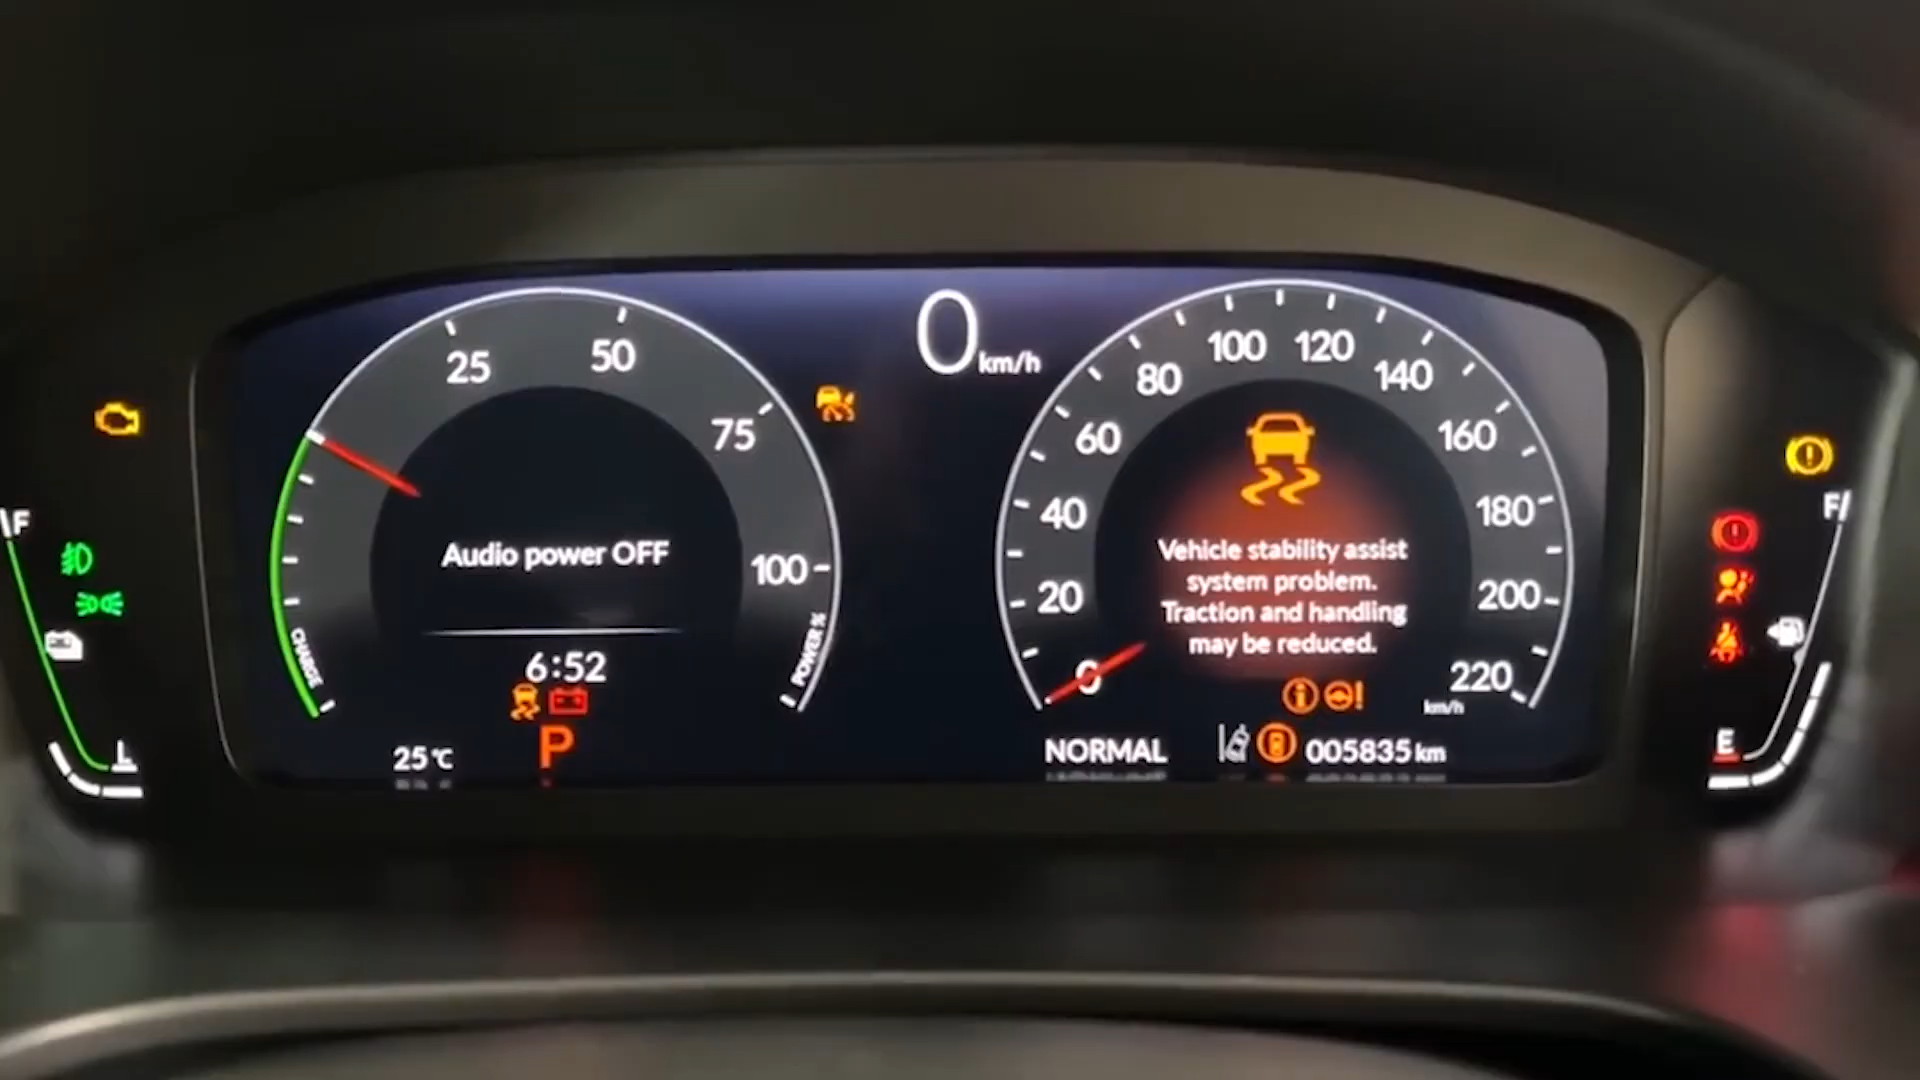 0 km/h
25
50
75
100
CHARGE
POWER %
Audio power OFF
6:52
P
25 °C
F
L
0
20
40
60
80
100
120
140
160
180
200
220
km/h
Vehicle stability assist
system problem.
Traction and handling
may be reduced.
NORMAL
005835 km
F
E